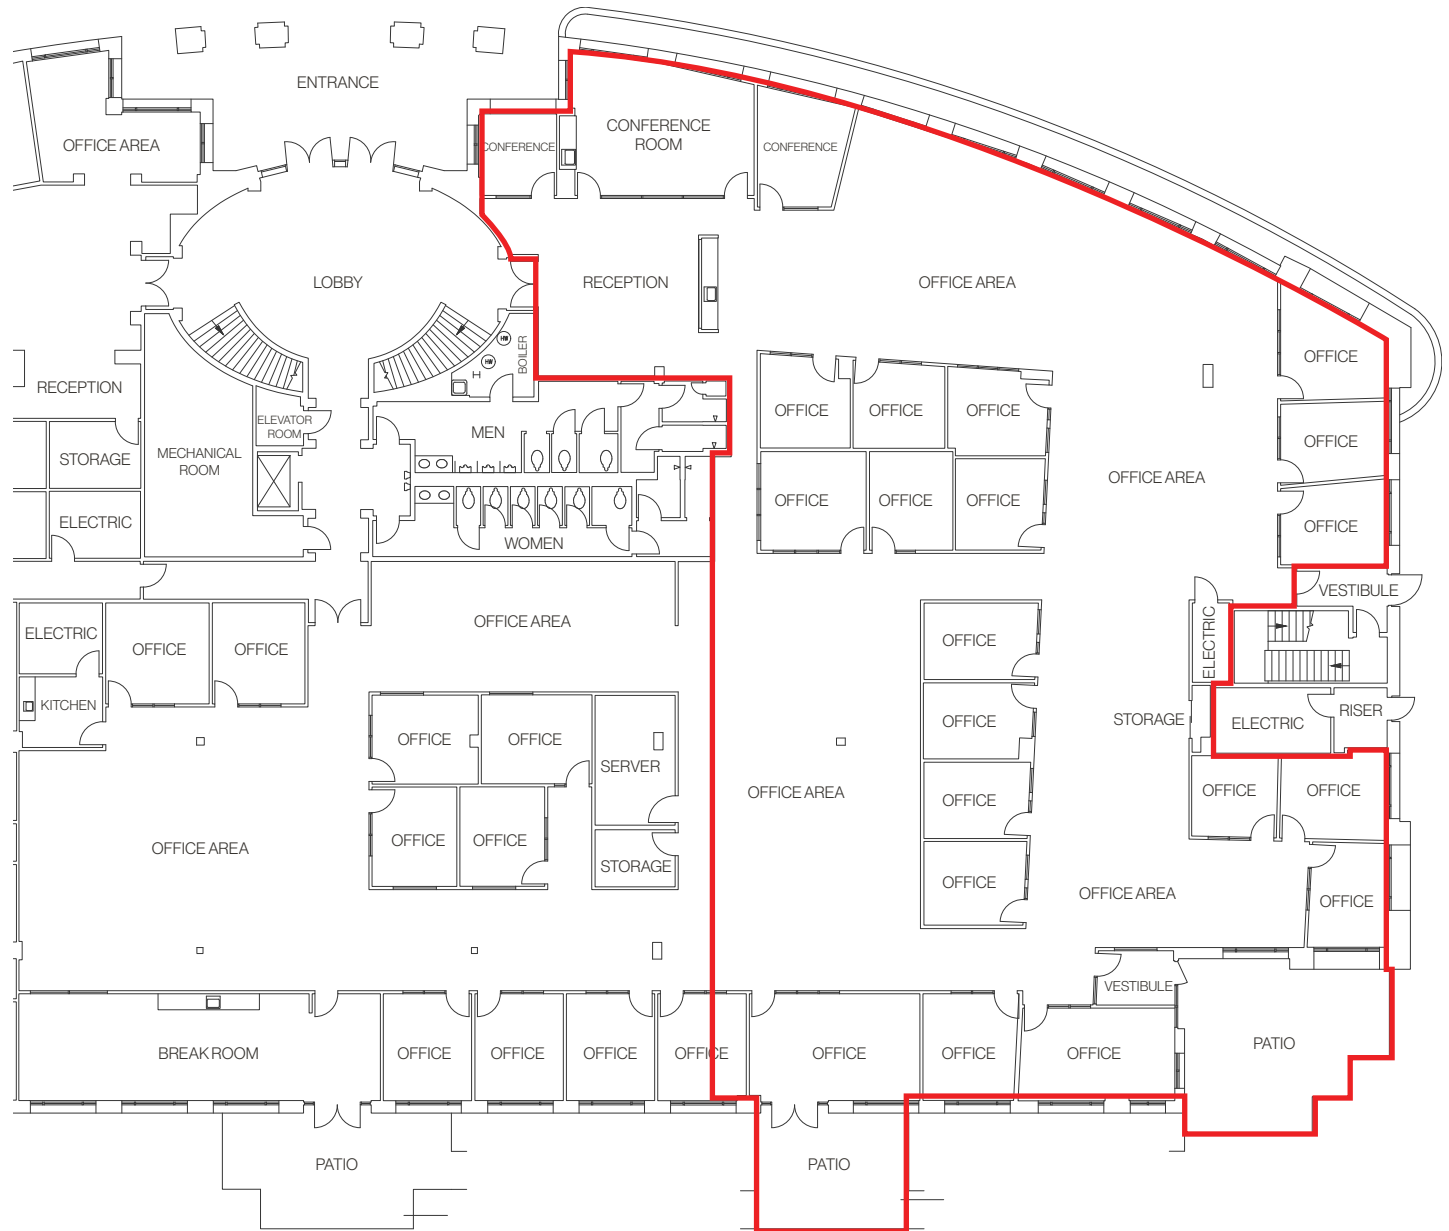 ENTRANCE
OFFICE AREA
CONFERENCE
CONFERENCE
ROOM
CONFERENCE
LOBBY
RECEPTION
OFFICE AREA
BOILER
HW
HW
RECEPTION
OFFICE
OFFICE
OFFICE
OFFICE
OFFICE
ELEVATOR
ROOM
MEN
STORAGE
MECHANICAL
ROOM
OFFICE
OFFICE AREA
OFFICE
OFFICE
OFFICE
ELECTRIC
OFFICE
WOMEN
VESTIBULE
OFFICE AREA
ELECTRIC
OFFICE
OFFICE
OFFICE
ELECTRIC
KITCHEN
STORAGE
ELECTRIC
RISER
OFFICE
OFFICE
OFFICE
SERVER
OFFICE AREA
OFFICE
OFFICE
OFFICE
OFFICE AREA
OFFICE
OFFICE
STORAGE
OFFICE
OFFICE AREA
OFFICE
VESTIBULE
BREAK ROOM
OFFICE
OFFICE
OFFICE
OFFICE
OFFICE
OFFICE
OFFICE
PATIO
PATIO
PATIO